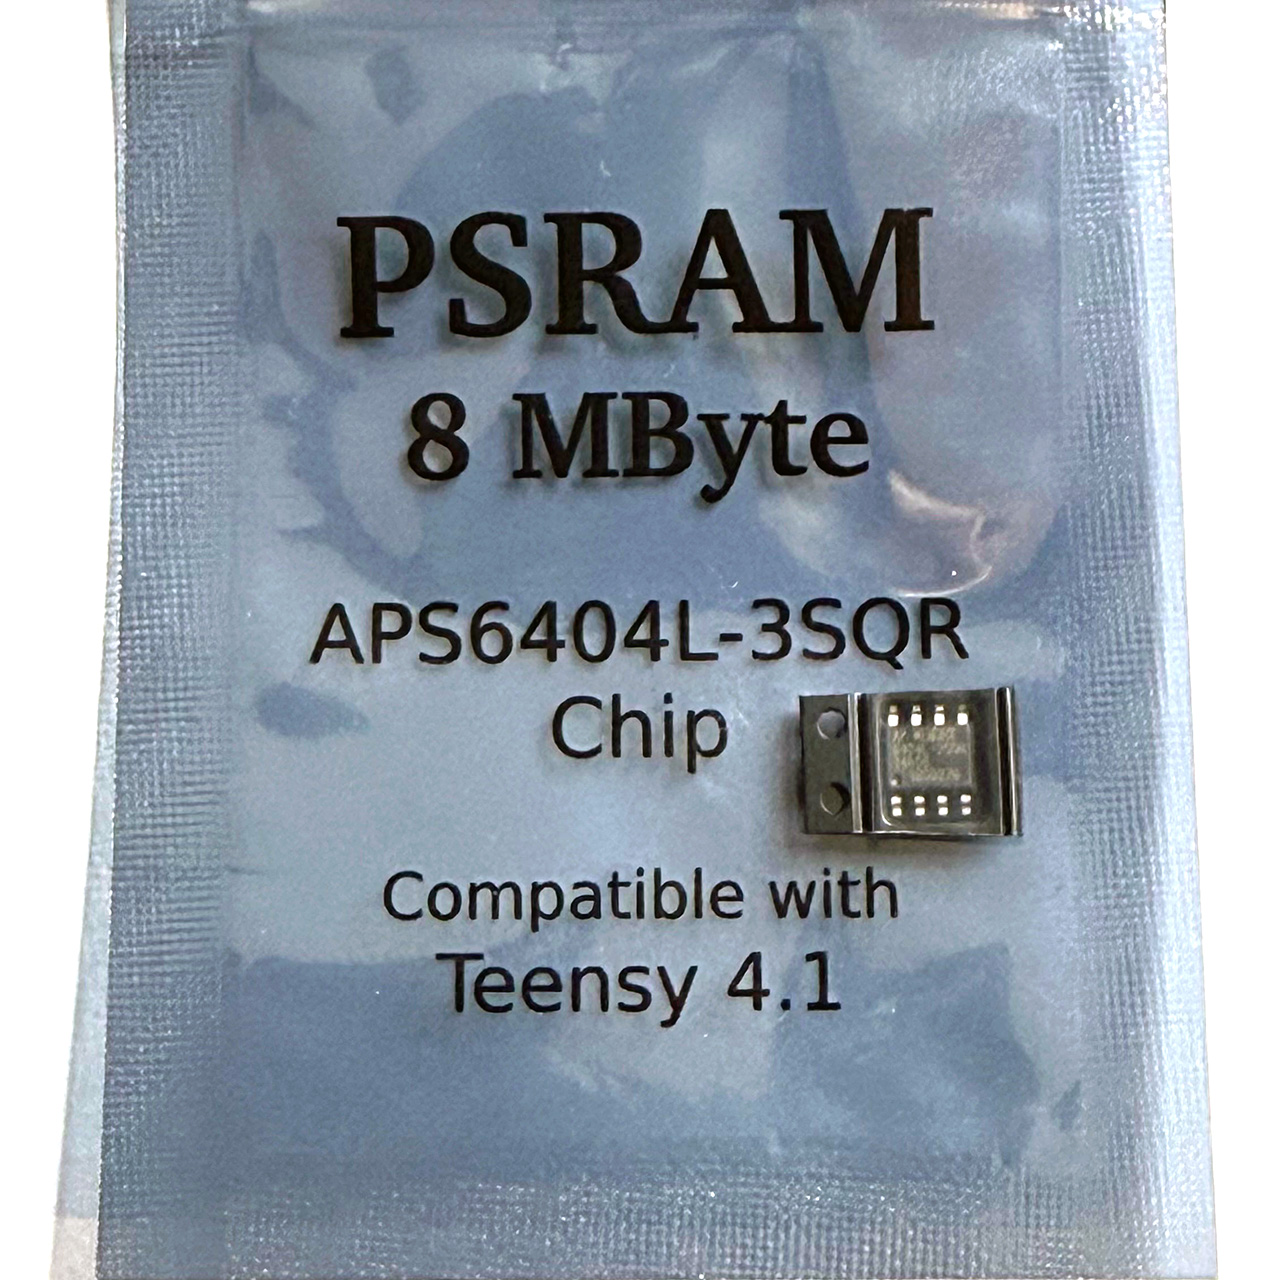 PSRAM
8 MByte
APS6404L-3SQR
Chip
Compatible with
Teensy 4.1